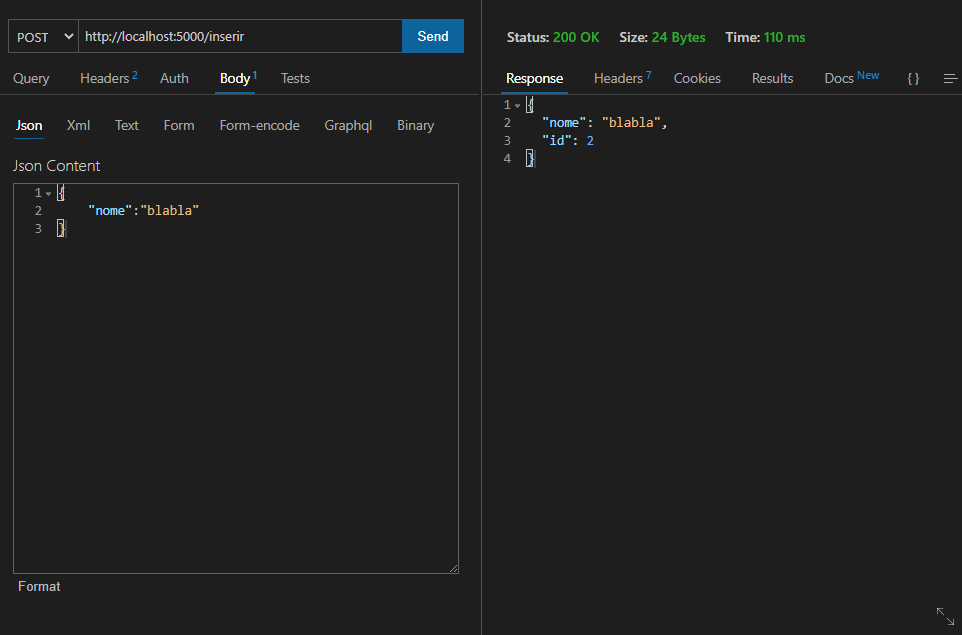 POST http://localhost:5000/inserir Send
Query Headers 2 Auth Body 1 Tests
Json Xml Text Form Form-encode Graphql Binary
Json Content
1 {
2 "nome":"blabla"
3 }
Format
Status: 200 OK Size: 24 Bytes Time: 110 ms
Response Headers 7 Cookies Results Docs New { }
1 {
2 "nome": "blabla",
3 "id": 2
4 }